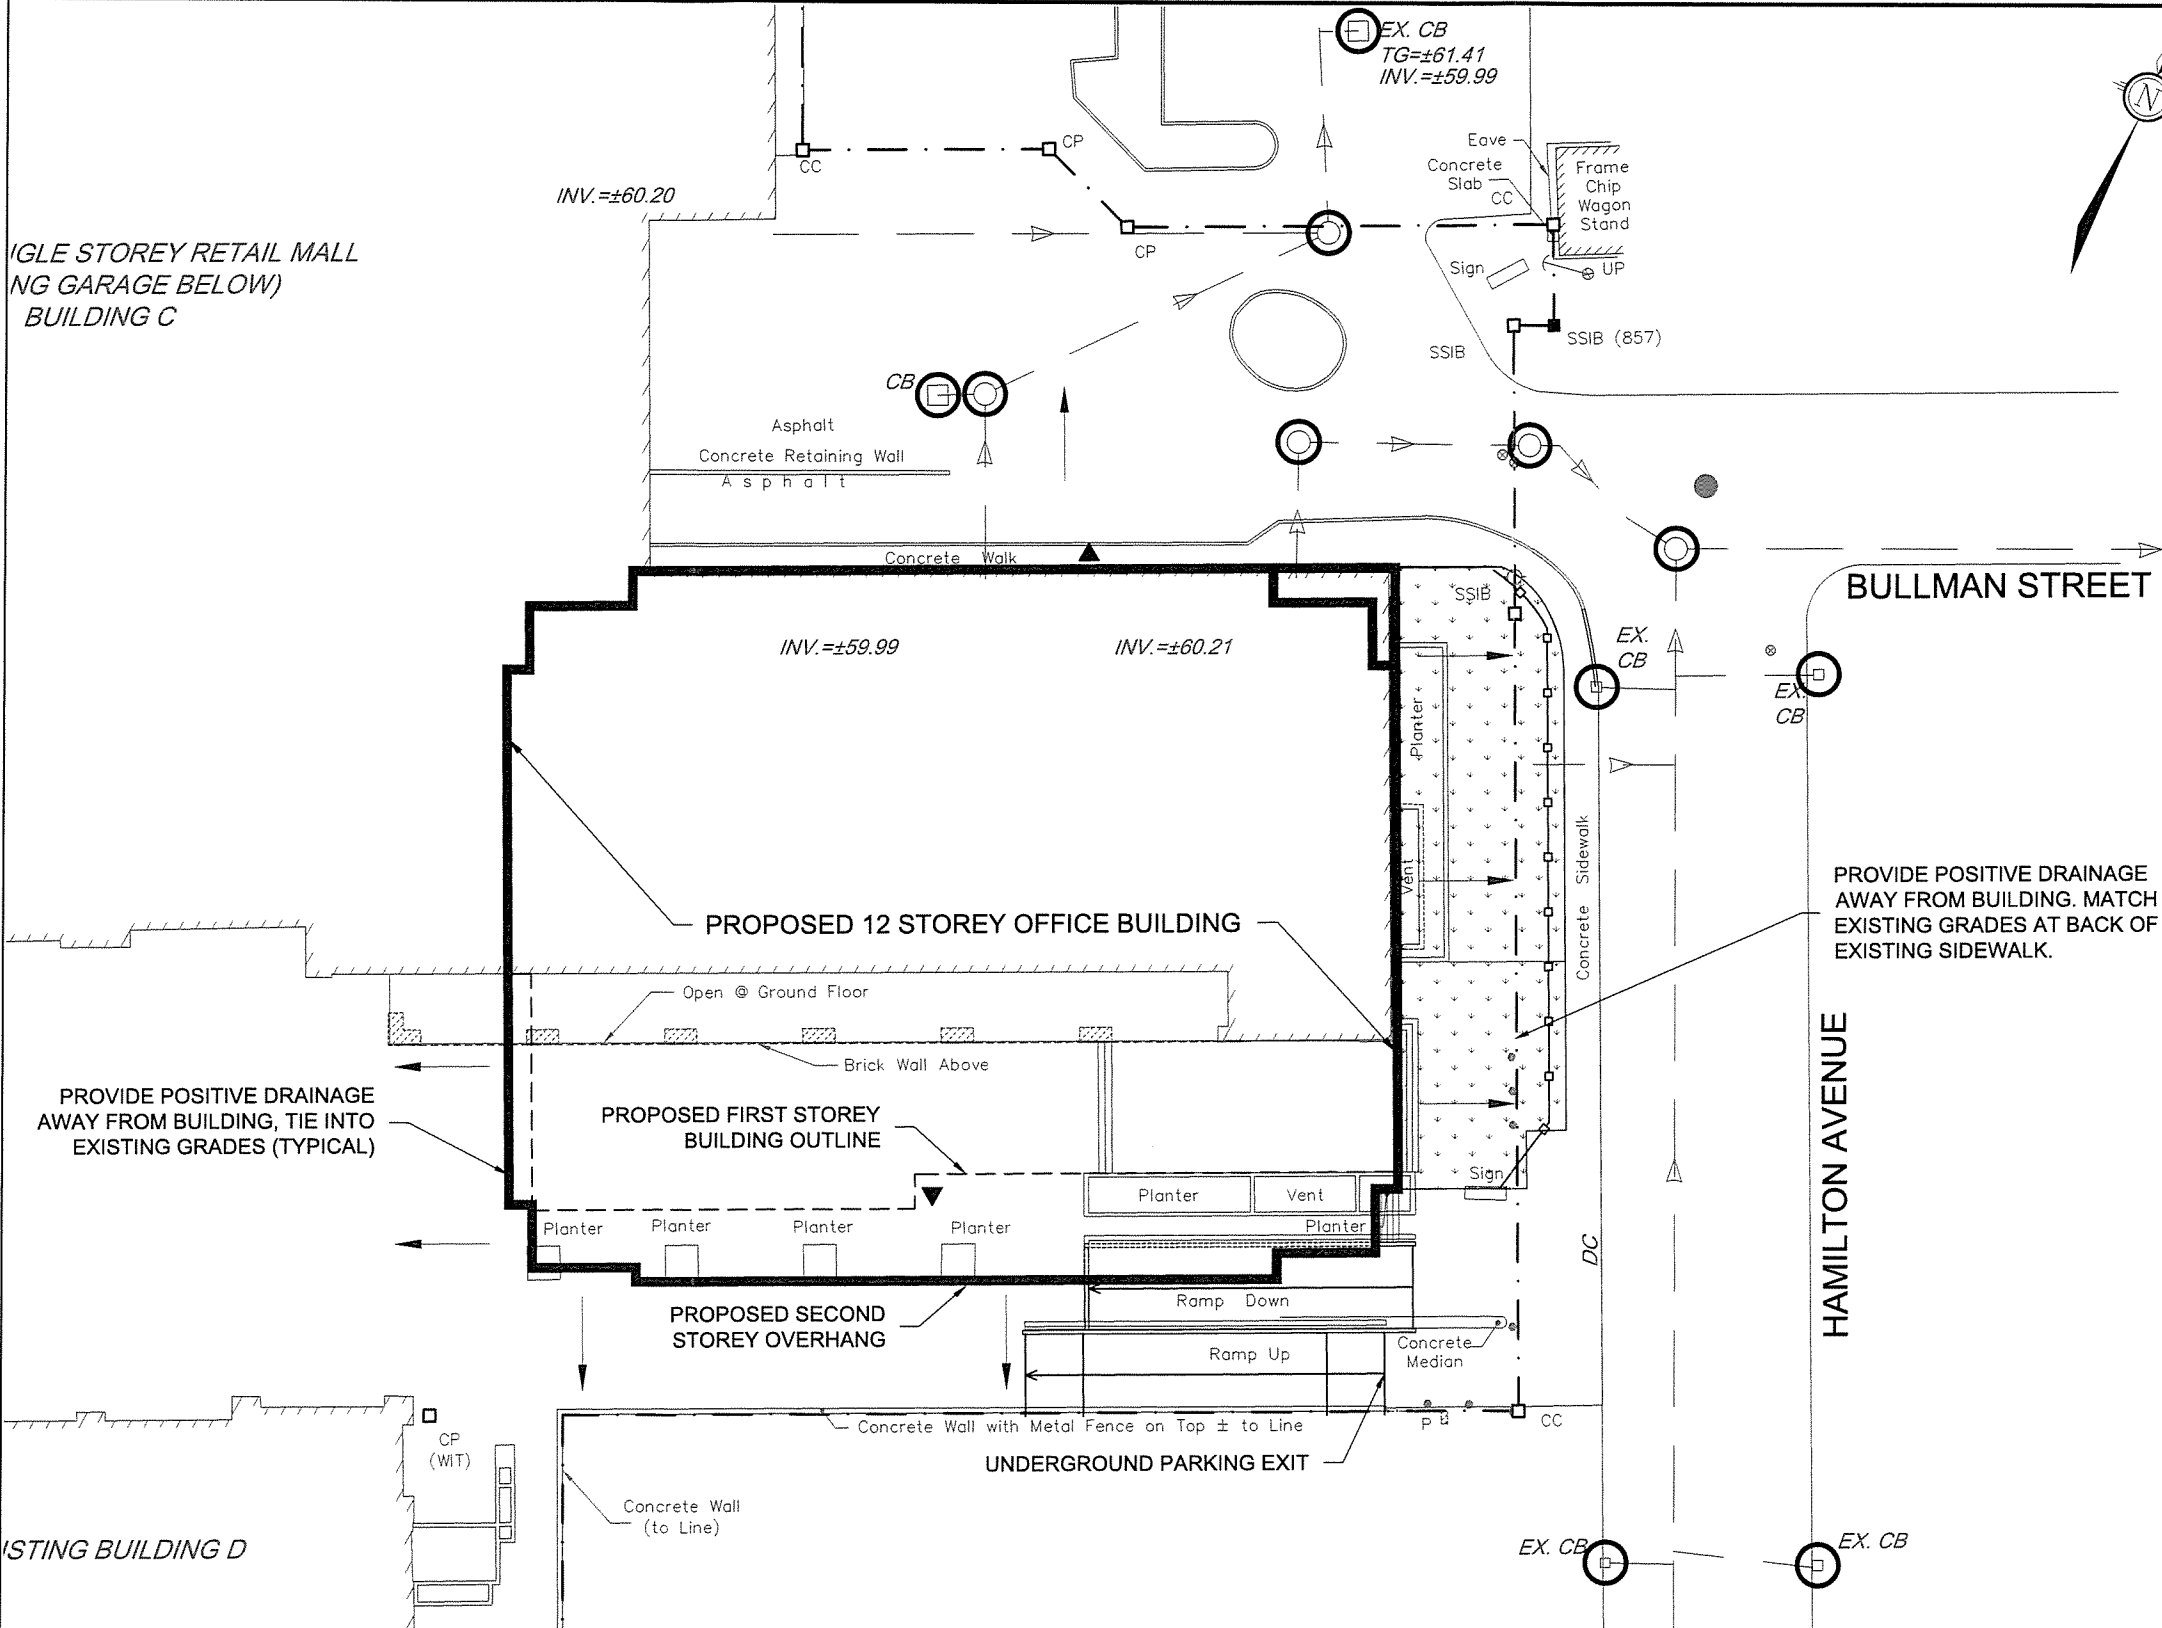 EX. CB
TG=±61.41
INV.=±59.99
N
CC
CP
Eave
Concrete
Slab
CC
Frame
Chip
Wagon
Stand
INV.=±60.20
CP
Sign
UP
IGLE STOREY RETAIL MALL
NG GARAGE BELOW)
BUILDING C
SSIB
SSIB (857)
CB
Asphalt
Concrete Retaining Wall
Asphalt
Concrete Walk
BULLMAN STREET
SSIB
INV.=±59.99
INV.=±60.21
EX.
CB
EX.
CB
Planter
Vent
Concrete Sidewalk
PROPOSED 12 STOREY OFFICE BUILDING
PROVIDE POSITIVE DRAINAGE
AWAY FROM BUILDING. MATCH
EXISTING GRADES AT BACK OF
EXISTING SIDEWALK.
Open @ Ground Floor
Brick Wall Above
PROVIDE POSITIVE DRAINAGE
AWAY FROM BUILDING, TIE INTO
EXISTING GRADES (TYPICAL)
PROPOSED FIRST STOREY
BUILDING OUTLINE
HAMILTON AVENUE
Sign
Planter
Vent
Planter
Planter
Planter
Planter
Planter
DC
PROPOSED SECOND
STOREY OVERHANG
Ramp Down
Ramp Up
Concrete
Median
Concrete Wall with Metal Fence on Top ± to Line
P
CC
CP
(WIT)
UNDERGROUND PARKING EXIT
Concrete Wall
(to Line)
ISTING BUILDING D
EX. CB
EX. CB